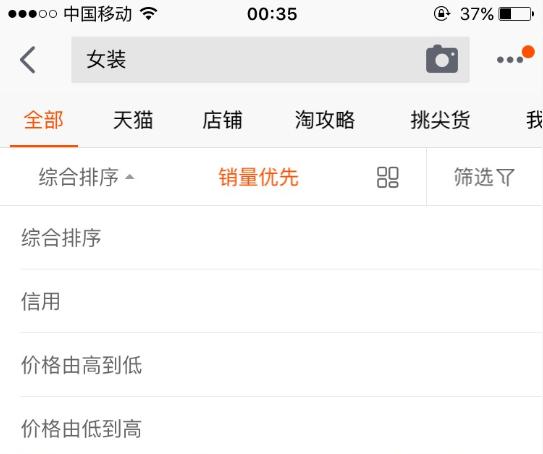 中国移动 00:35 37%
女装
全部 天猫 店铺 淘攻略 挑尖货 我
综合排序 销量优先 筛选
综合排序
信用
价格由高到低
价格由低到高